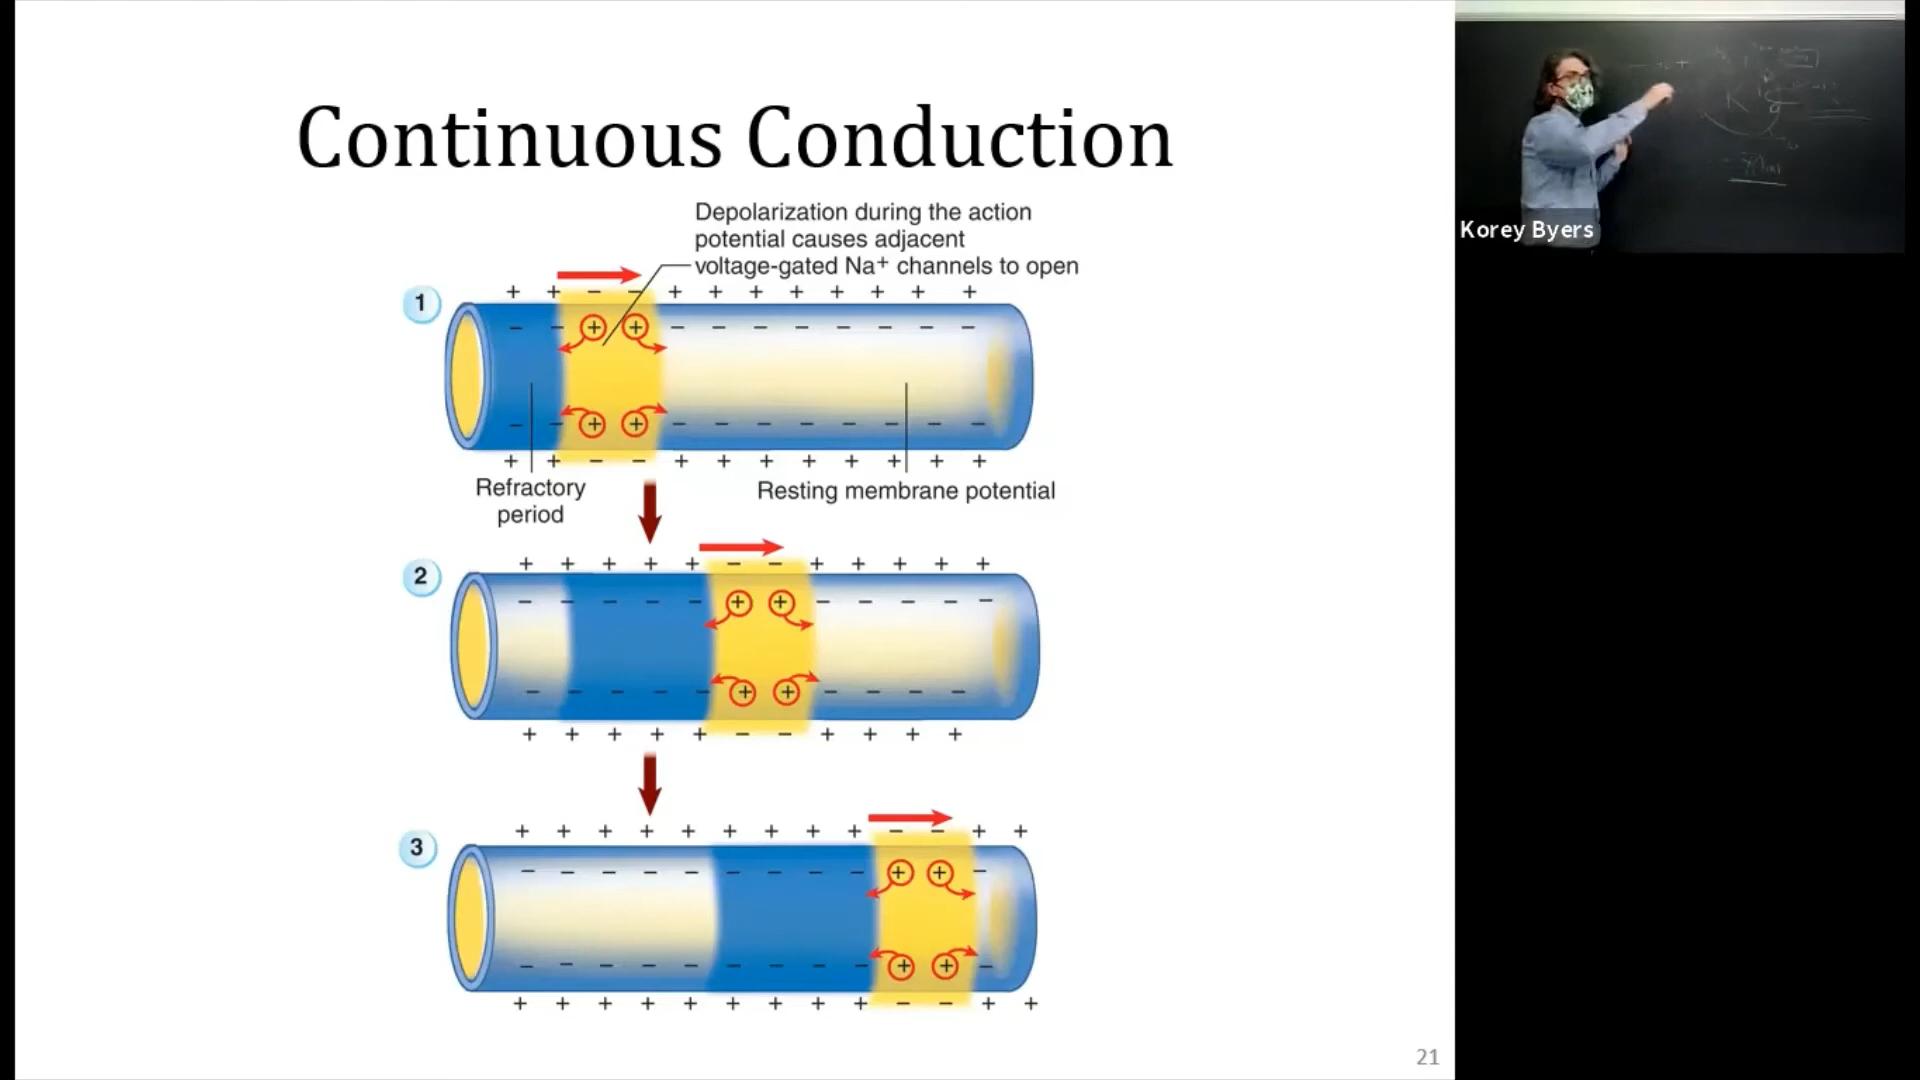 Continuous Conduction
Depolarization during the action
potential causes adjacent
voltage-gated Na+ channels to open
1
Refractory
period
Resting membrane potential
2
3
21
Korey Byers